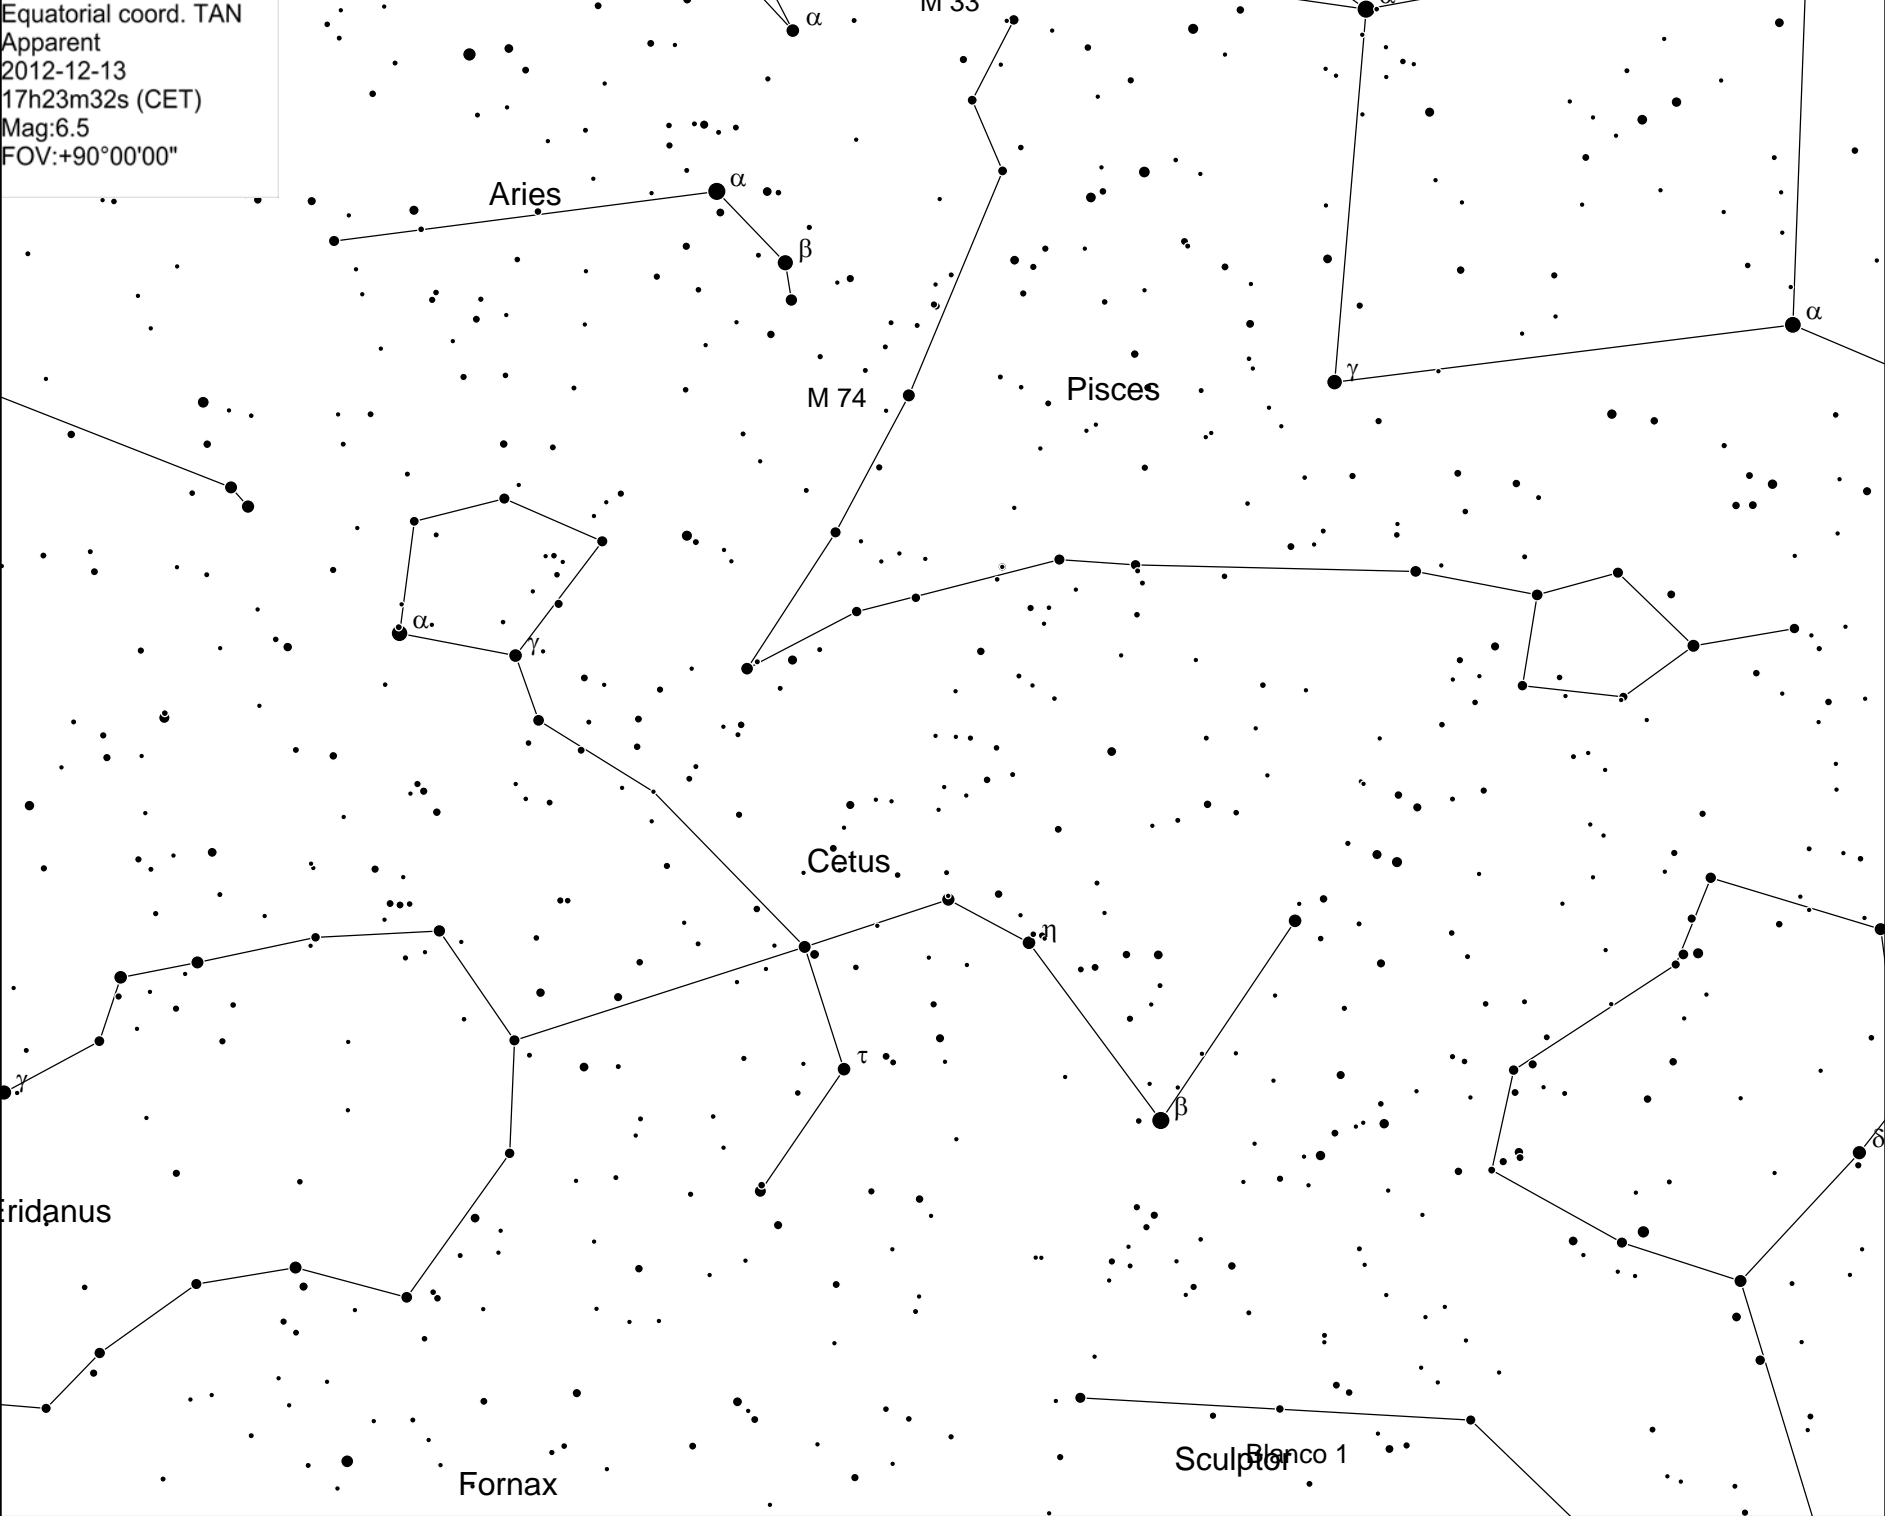 Equatorial coord. TAN
Apparent
2012-12-13
17h23m32s (CET)
Mag:6.5
FOV:+90°00'00"
α
M 33
α
Aries
α
β
α
M 74
Pisces
γ
α
γ
Cetus
η
τ
γ
β
δ
Eridanus
Sculptor
Blanco 1
Fornax